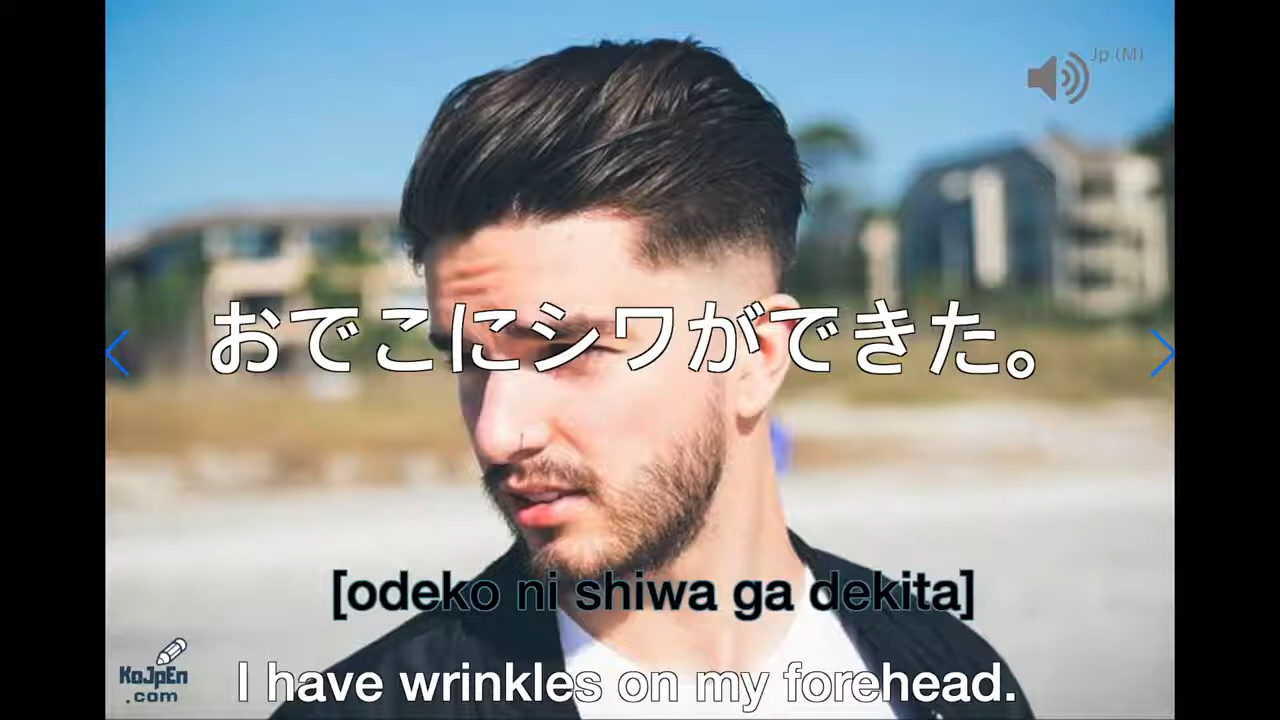 Jp (M)
おでこにシワができた。
[odeko ni shiwa ga dekita]
I have wrinkles on my forehead.
KoJpEn
.com